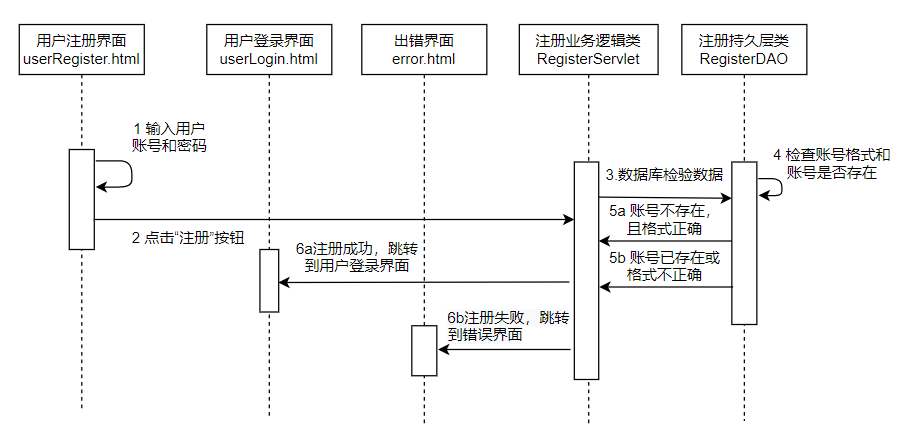 用户注册界面
userRegister.html
用户登录界面
userLogin.html
出错界面
error.html
注册业务逻辑类
RegisterServlet
注册持久层类
RegisterDAO
1 输入用户
账号和密码
2 点击“注册”按钮
3.数据库检验数据
4 检查账号格式和
账号是否存在
5a 账号不存在，
且格式正确
5b 账号已存在或
格式不正确
6a注册成功，跳转
到用户登录界面
6b注册失败，跳转
到错误界面